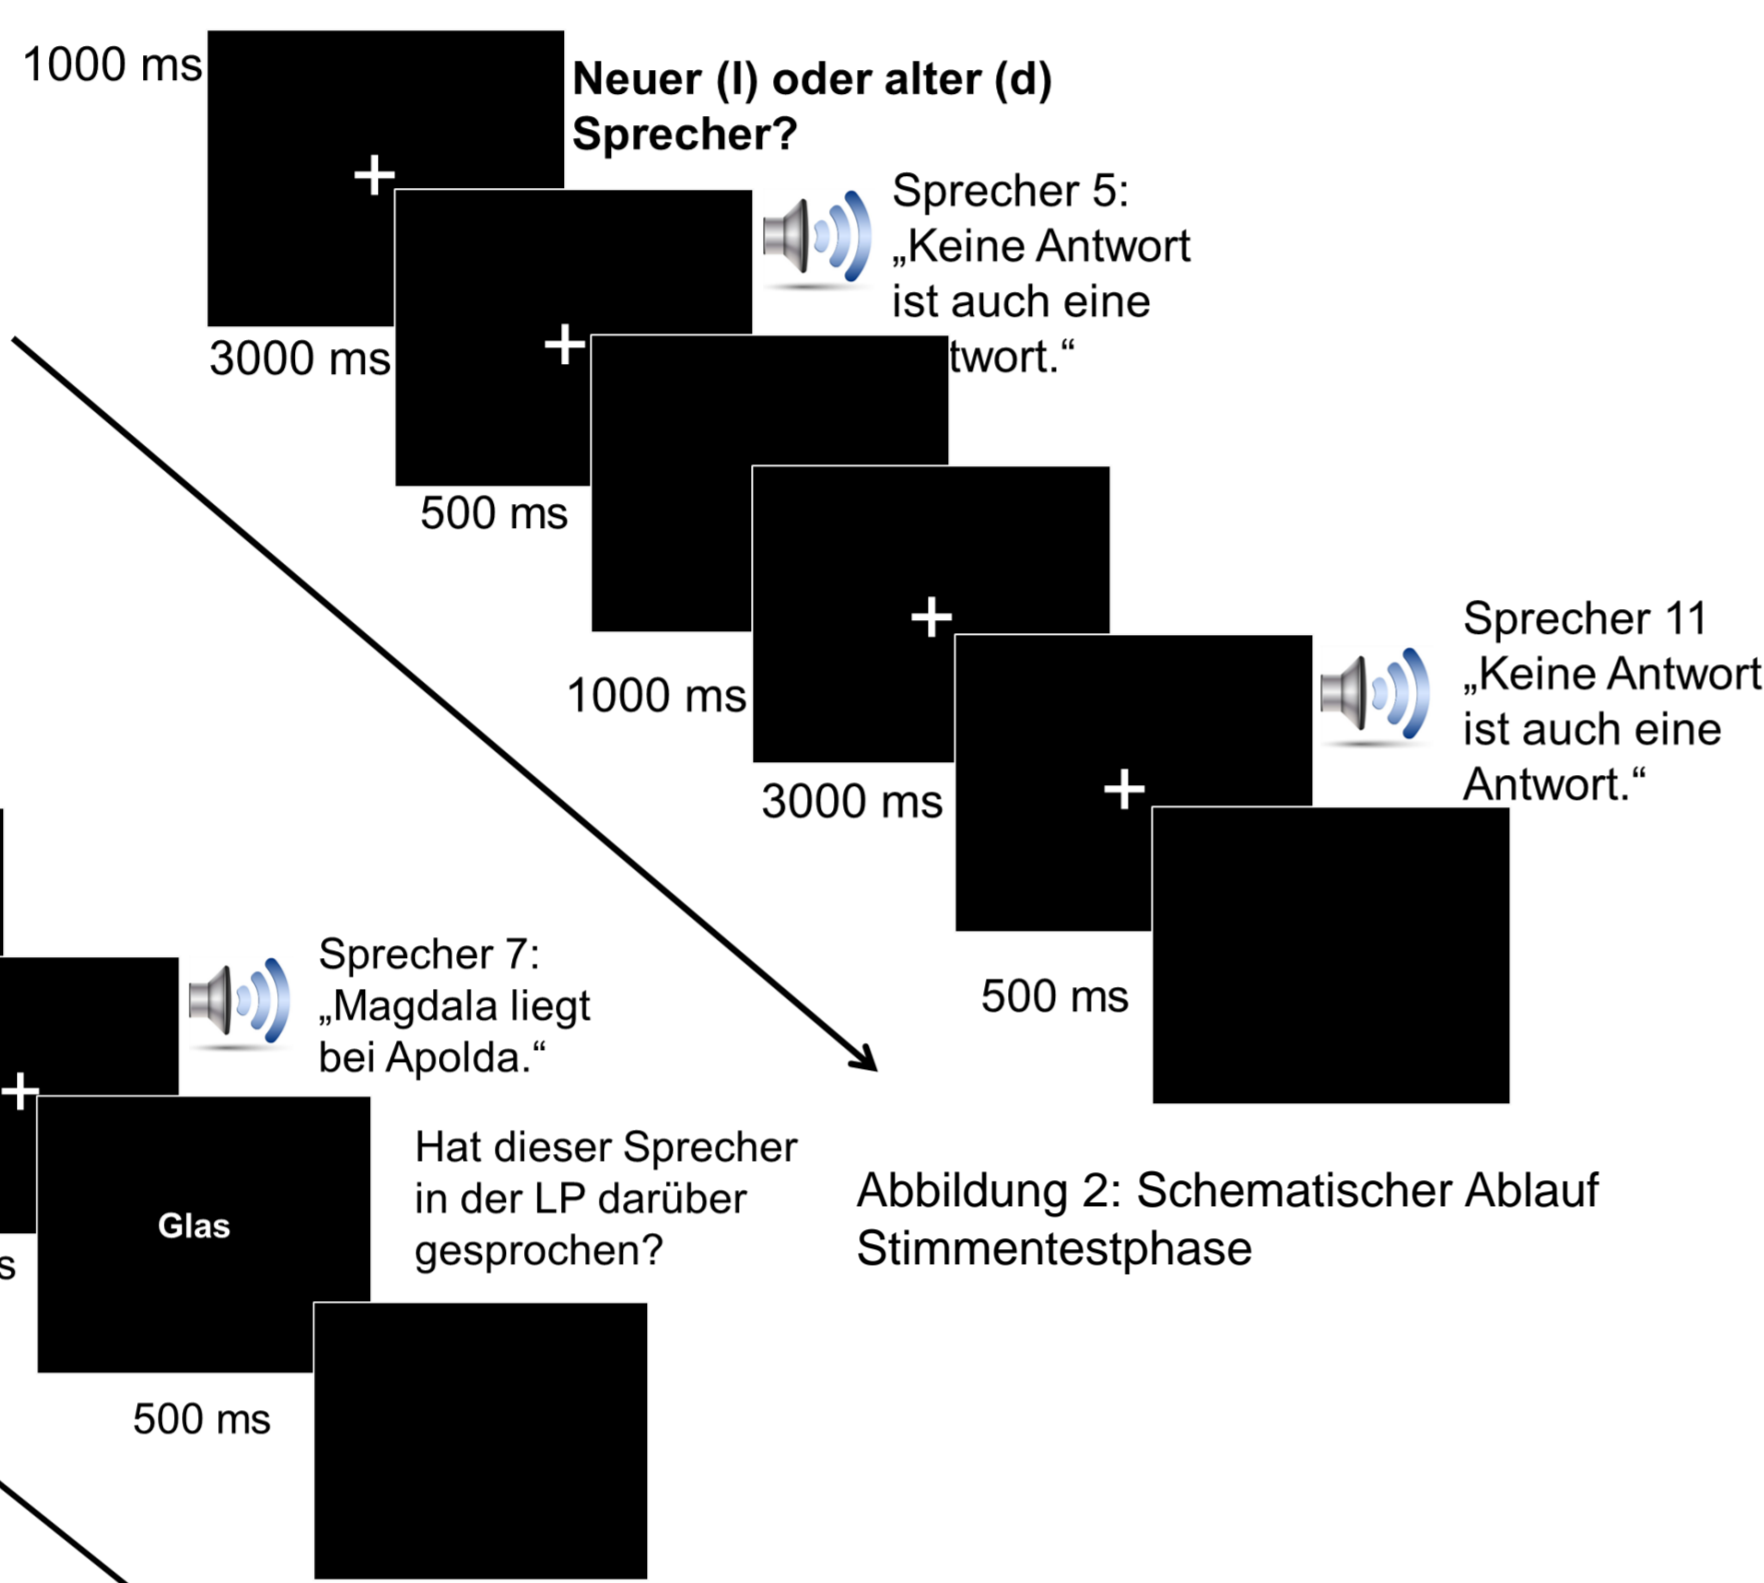 1000 ms
Neuer (l) oder alter (d)
Sprecher?
Sprecher 5:
„Keine Antwort
ist auch eine
twort.“
3000 ms
500 ms
1000 ms
Sprecher 11
„Keine Antwort
ist auch eine
Antwort.“
3000 ms
500 ms
Sprecher 7:
„Magdala liegt
bei Apolda.“
Hat dieser Sprecher
in der LP darüber
gesprochen?
Glas
s
500 ms
Abbildung 2: Schematischer Ablauf
Stimmentestphase